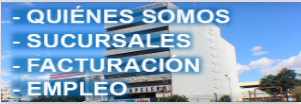 - QUIÉNES SOMOS
- SUCURSALES
- FACTURACIÓN
- EMPLEO